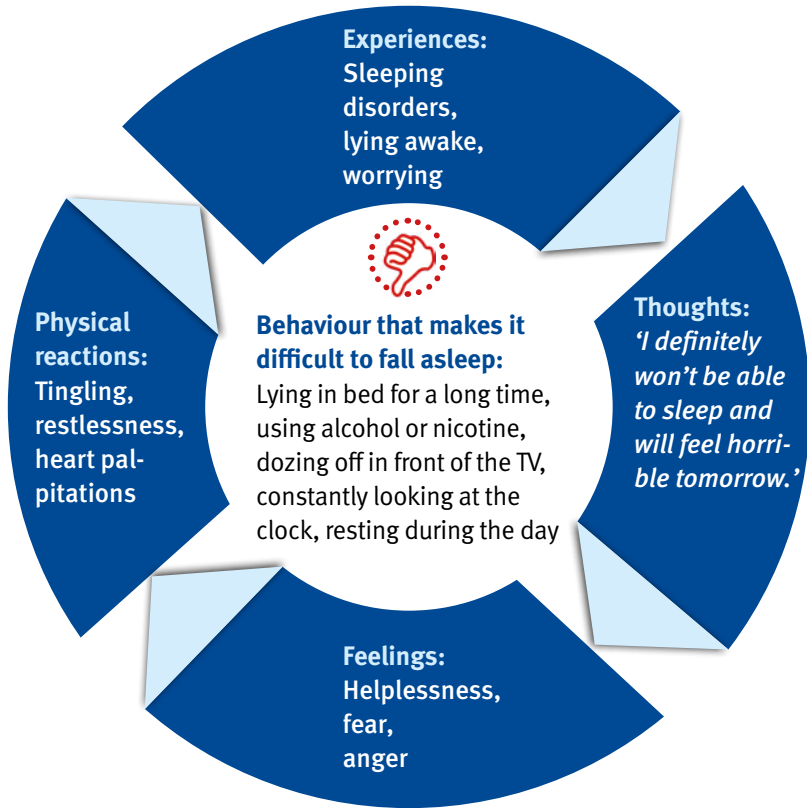 Experiences:
Sleeping
disorders,
lying awake,
worrying
Thoughts:
‘I definitely
won’t be able
to sleep and
will feel horri-
ble tomorrow.’
Feelings:
Helplessness,
fear,
anger
Physical
reactions:
Tingling,
restlessness,
heart pal-
pitations
Behaviour that makes it
difficult to fall asleep:
Lying in bed for a long time,
using alcohol or nicotine,
dozing off in front of the TV,
constantly looking at the
clock, resting during the day